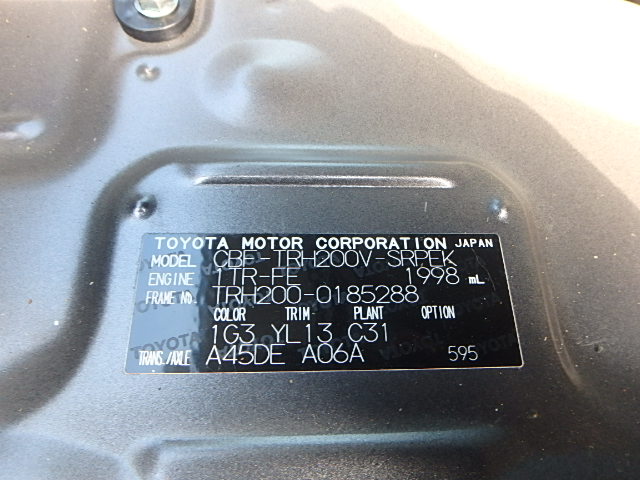 TOYOTA MOTOR CORPORATION JAPAN
MODEL CBF-TRH200V-SRPEK
ENGINE 1TR-FE 1998 mL
FRAME NO. TRH200-0185288
COLOR TRIM PLANT OPTION
1G3 YL13 C31
TRANS./AXLE A45DE A06A 595